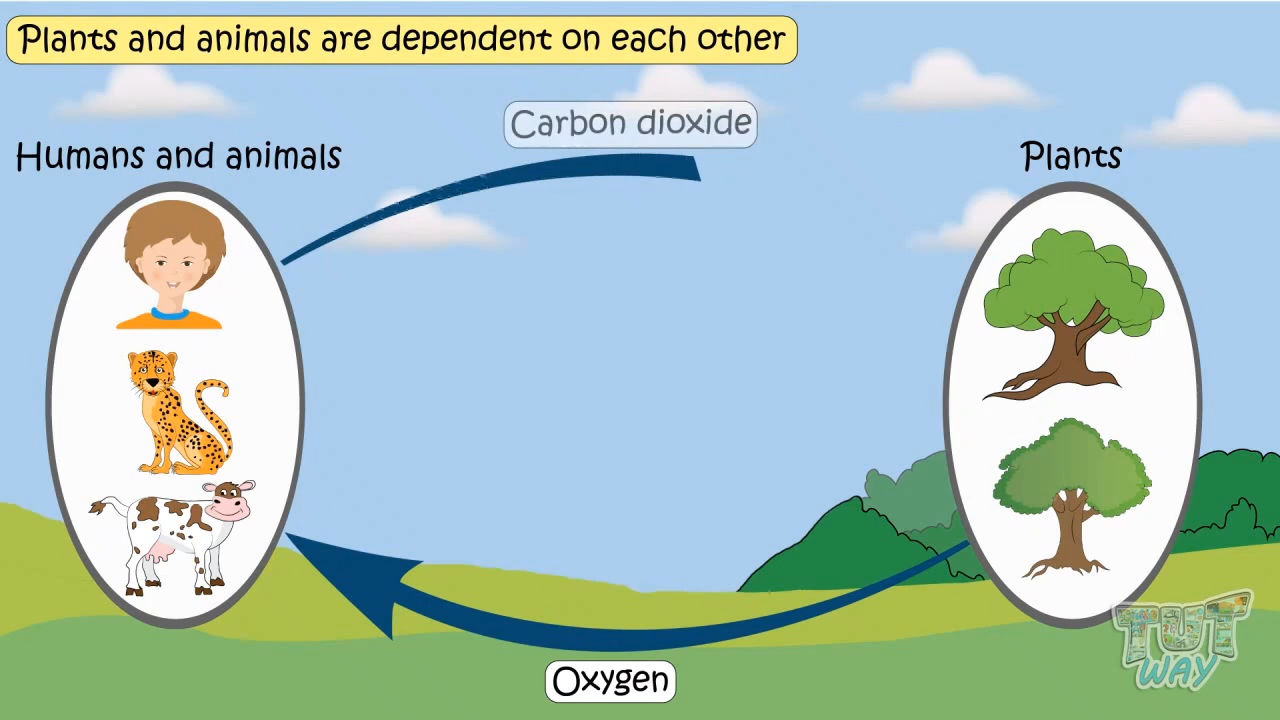 Plants and animals are dependent on each other
Carbon dioxide
Humans and animals
Plants
Oxygen
TUT
WAY